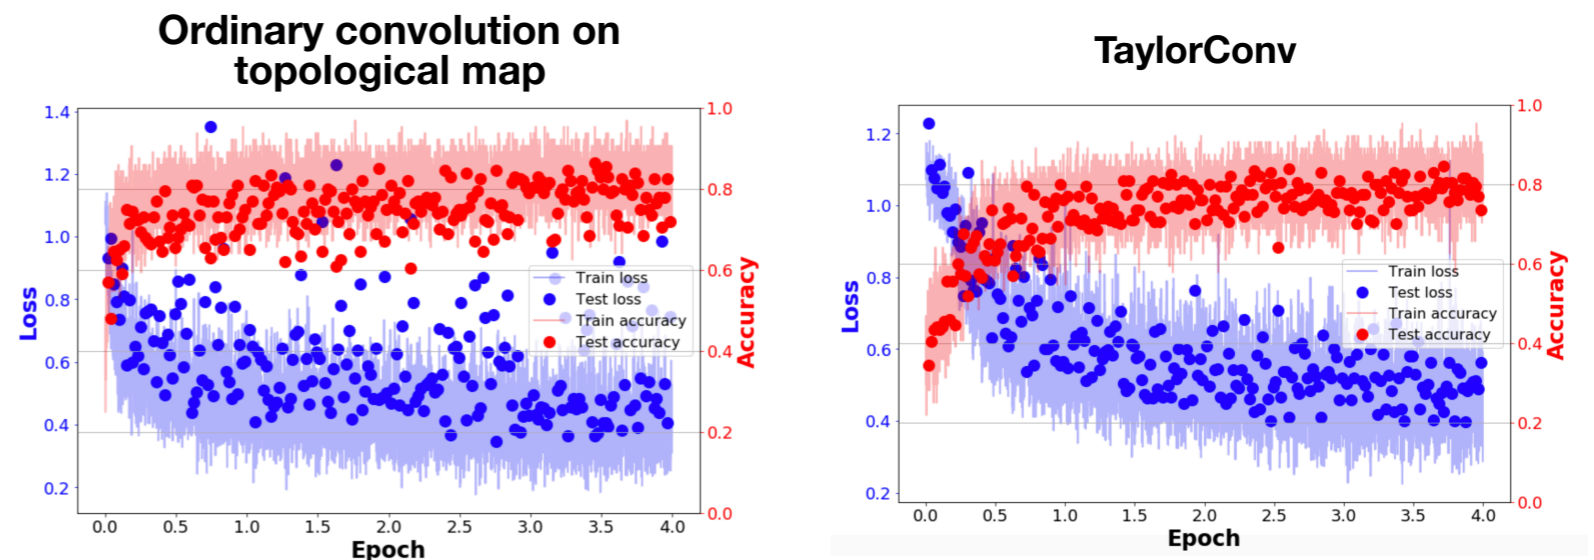 Ordinary convolution on
topological map
1.4
1.2
1.0
0.8
0.6
0.4
0.2
Loss
1.0
0.8
0.6
0.4
0.2
0.0
Accuracy
Train loss
Test loss
Train accuracy
Test accuracy
0.0 0.5 1.0 1.5 2.0 2.5 3.0 3.5 4.0
Epoch
TaylorConv
1.2
1.0
0.8
0.6
0.4
0.2
Loss
1.0
0.8
0.6
0.4
0.2
0.0
Accuracy
Train loss
Test loss
Train accuracy
Test accuracy
0.0 0.5 1.0 1.5 2.0 2.5 3.0 3.5 4.0
Epoch